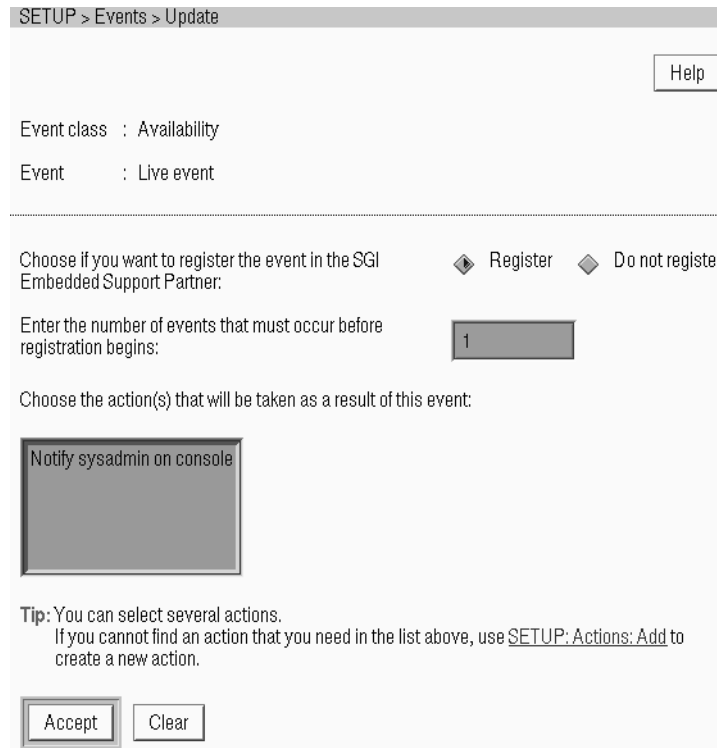 SETUP > Events > Update
Help
Event class : Availability
Event : Live event
Choose if you want to register the event in the SGI
Embedded Support Partner:
Register Do not registe
Enter the number of events that must occur before
registration begins:
1
Choose the action(s) that will be taken as a result of this event:
Notify sysadmin on console
Tip: You can select several actions.
If you cannot find an action that you need in the list above, use SETUP: Actions: Add to
create a new action.
Accept Clear